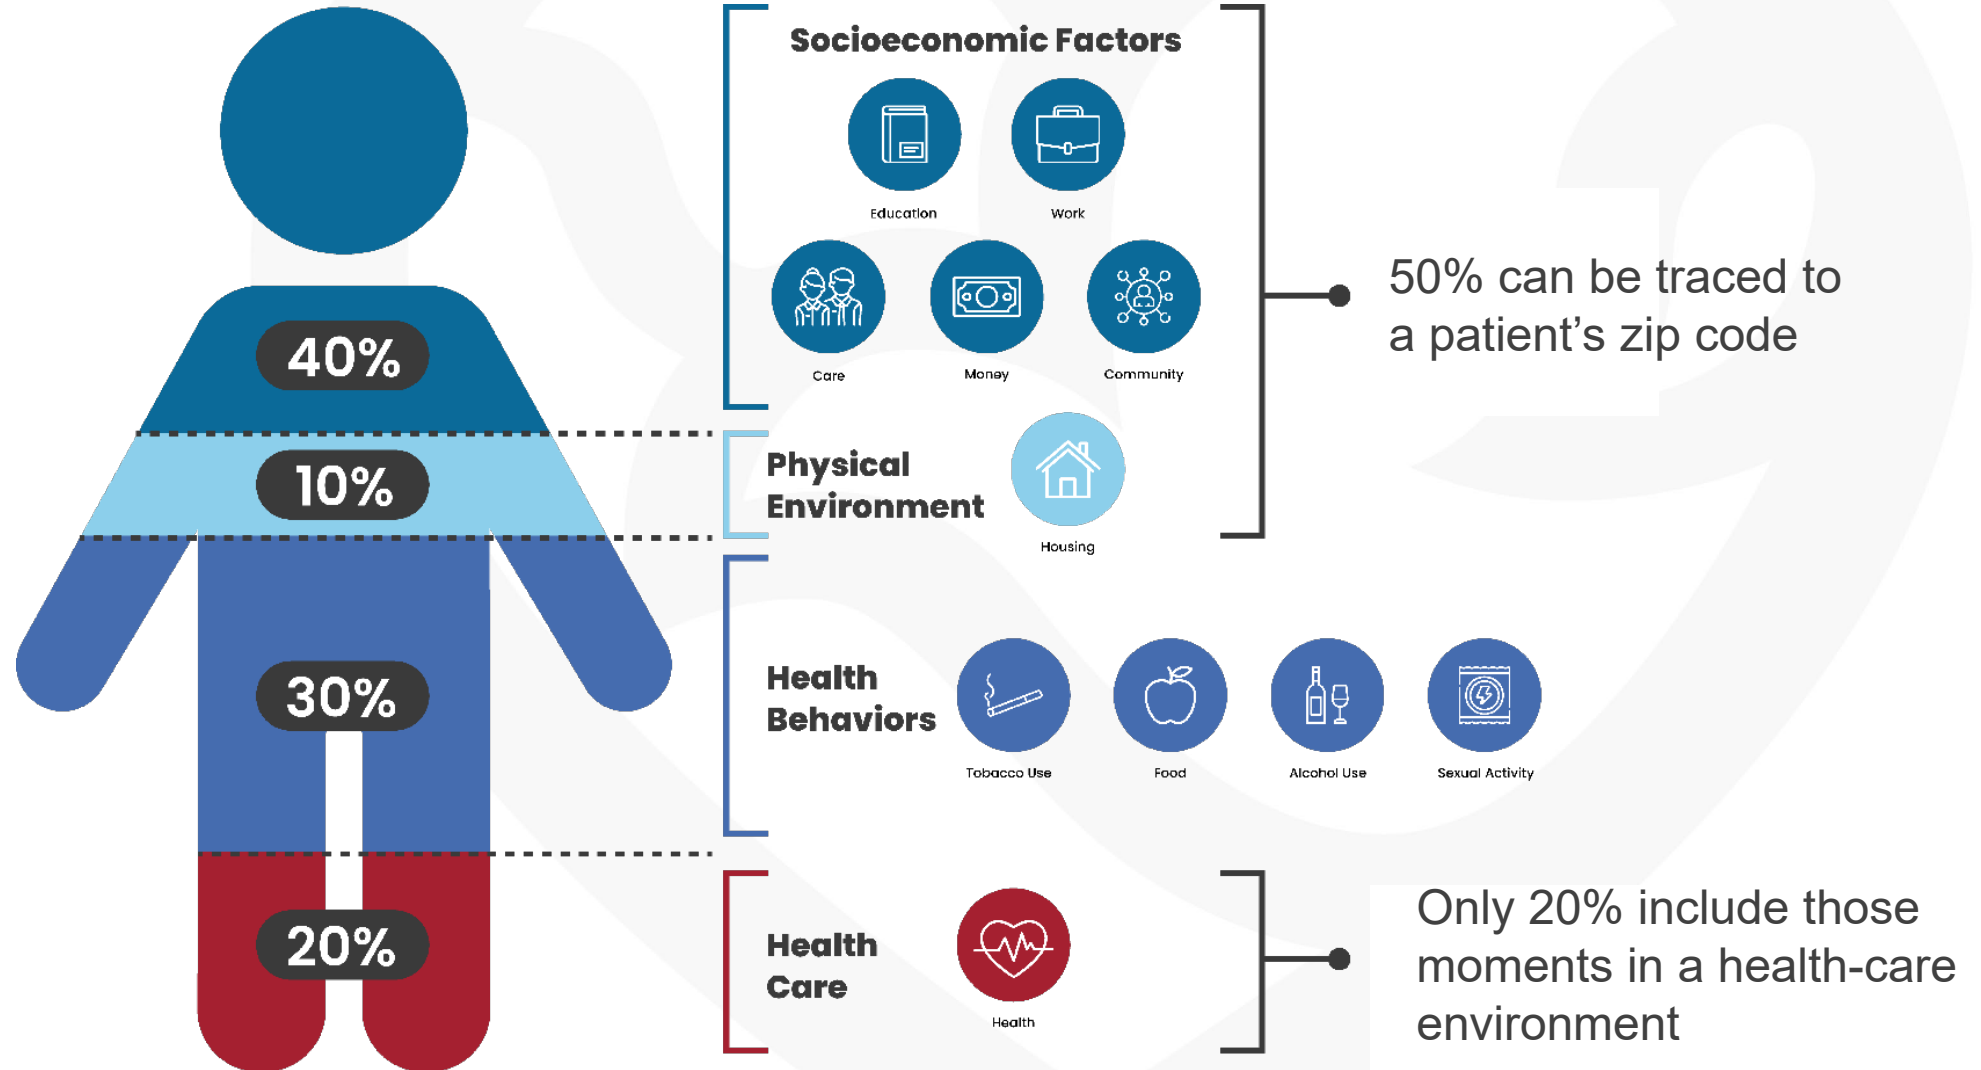 Socioeconomic Factors
Education
Work
Care
Money
Community
50% can be traced to
a patient’s zip code
40%
10%
Physical
Environment
Housing
30%
Health
Behaviors
Tobacco Use
Food
Alcohol Use
Sexual Activity
20%
Health
Care
Health
Only 20% include those
moments in a health-care
environment